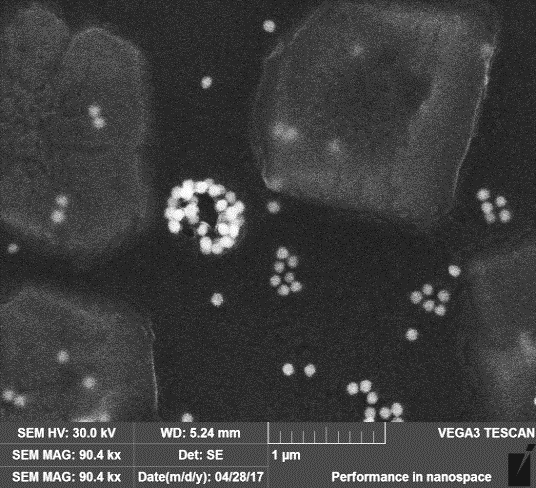 SEM HV: 30.0 kV WD: 5.24 mm VEGA3 TESCAN
SEM MAG: 90.4 kx Det: SE 1 µm
SEM MAG: 90.4 kx Date(m/d/y): 04/28/17 Performance in nanospace